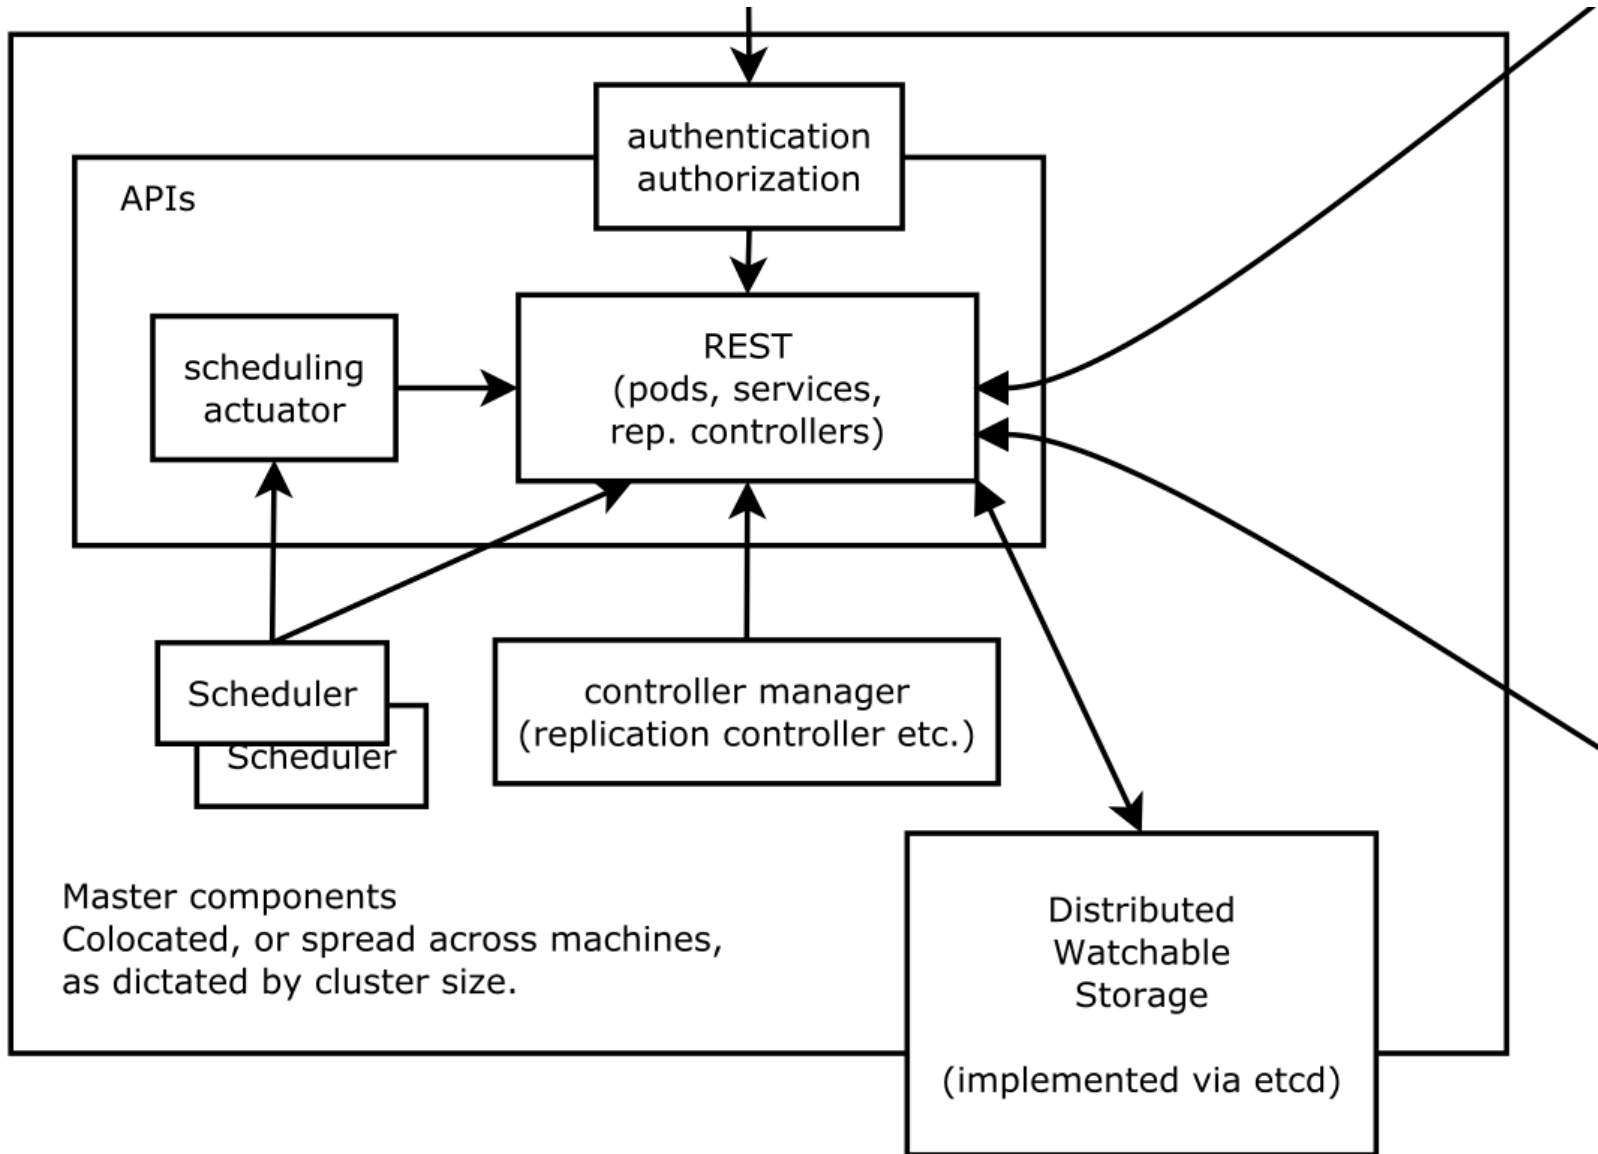 authentication
authorization
APIs
REST
(pods, services,
rep. controllers)
scheduling
actuator
Scheduler
Scheduler
controller manager
(replication controller etc.)
Master components
Colocated, or spread across machines,
as dictated by cluster size.
Distributed
Watchable
Storage
(implemented via etcd)